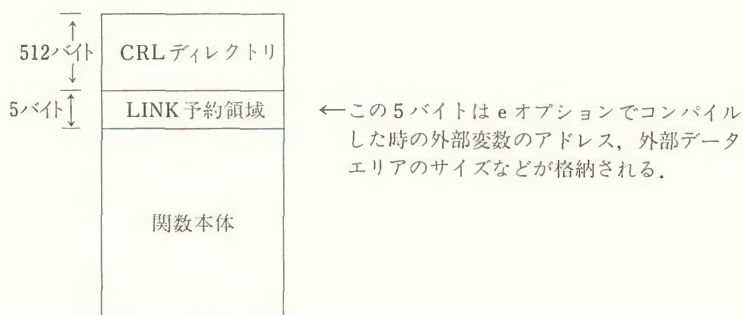 512バイト
CRLディレクトリ
5バイト
LINK予約領域
←この5バイトはeオプションでコンパイル
した時の外部変数のアドレス，外部データ
エリアのサイズなどが格納される．
関数本体